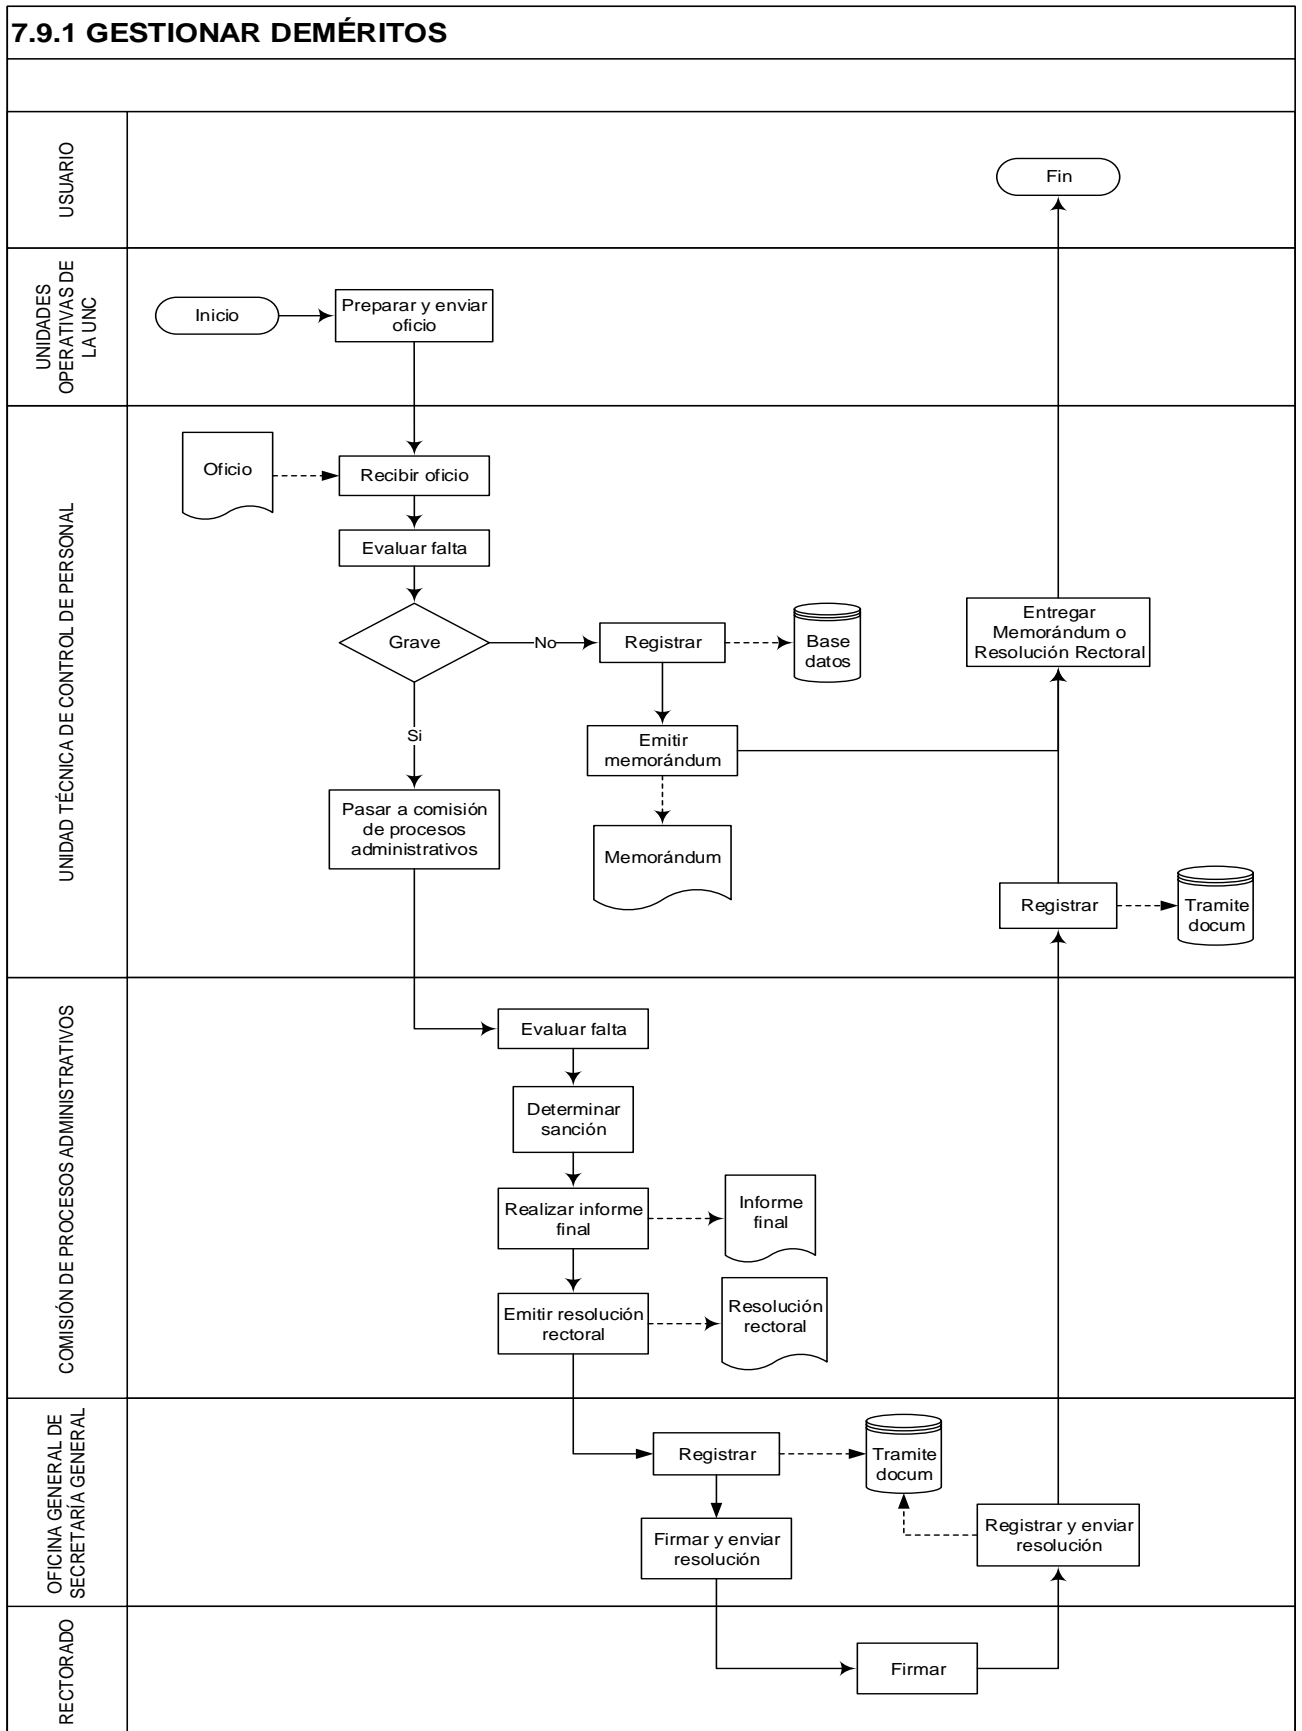 7.9.1 GESTIONAR DEMÉRITOS
USUARIO
Fin
UNIDADES
OPERATIVAS DE
LA UNC
Inicio
Preparar y enviar
oficio
UNIDAD TÉCNICA DE CONTROL DE PERSONAL
Oficio
Recibir oficio
Evaluar falta
Grave
No
Registrar
Base
datos
Entregar
Memorándum o
Resolución Rectoral
Si
Emitir
memorándum
Pasar a comisión
de procesos
administrativos
Memorándum
Registrar
Tramite
docum
COMISIÓN DE PROCESOS ADMINISTRATIVOS
Evaluar falta
Determinar
sanción
Realizar informe
final
Informe
final
Emitir resolución
rectoral
Resolución
rectoral
OFICINA GENERAL DE
SECRETARÍA GENERAL
Registrar
Tramite
docum
Firmar y enviar
resolución
Registrar y enviar
resolución
RECTORADO
Firmar